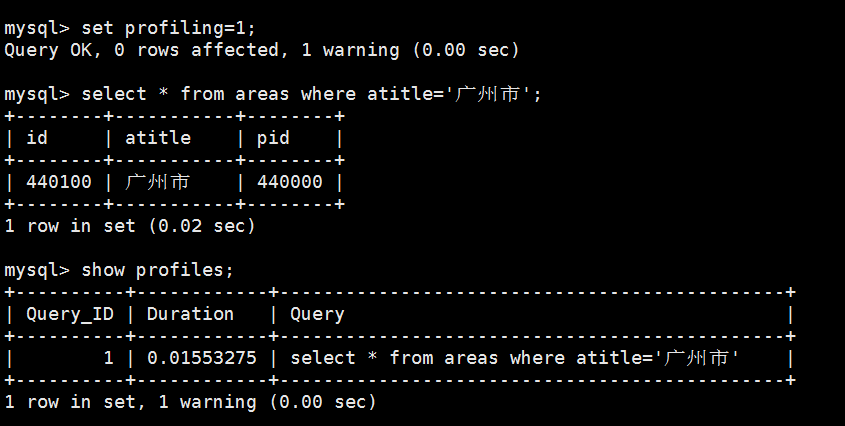 mysql> set profiling=1;
Query OK, 0 rows affected, 1 warning (0.00 sec)
mysql> select * from areas where atitle='广州市';
+--------+-----------+--------+
| id     | atitle    | pid    |
+--------+-----------+--------+
| 440100 | 广州市    | 440000 |
+--------+-----------+--------+
1 row in set (0.02 sec)
mysql> show profiles;
+----------+------------+----------------------------------------------+
| Query_ID | Duration   | Query                                        |
+----------+------------+----------------------------------------------+
|        1 | 0.01553275 | select * from areas where atitle='广州市'    |
+----------+------------+----------------------------------------------+
1 row in set, 1 warning (0.00 sec)